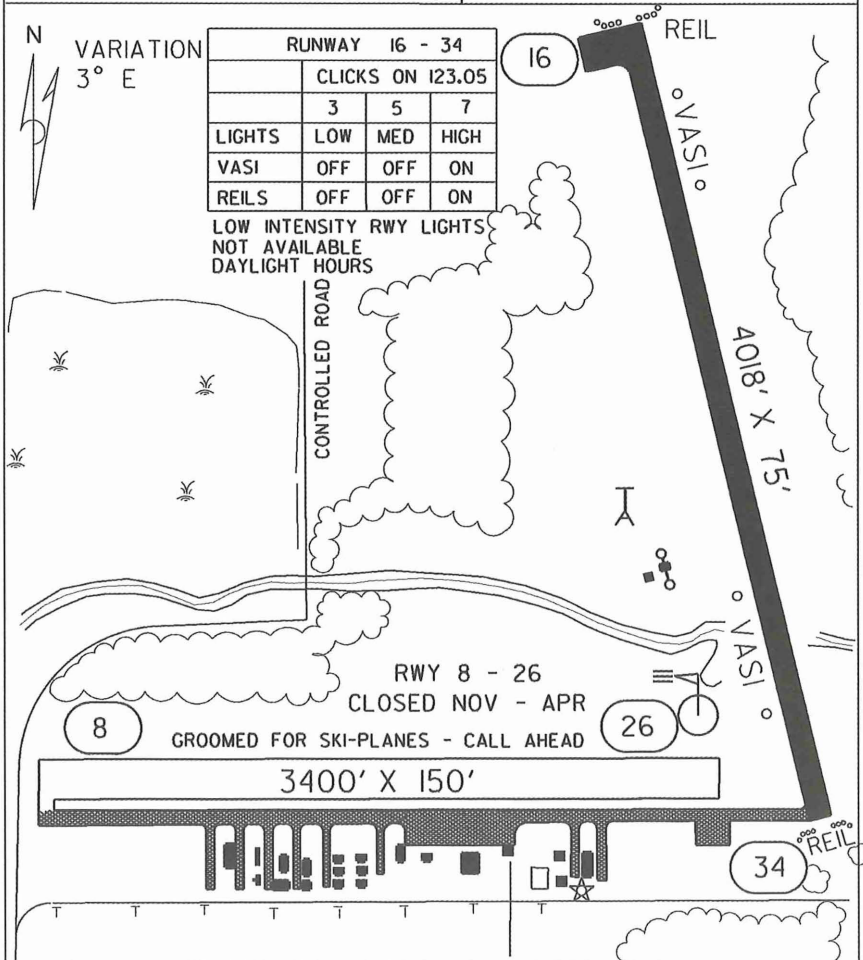 N
VARIATION
3° E
RUNWAY 16 - 34
CLICKS ON 123.05
3 5 7
LIGHTS LOW MED HIGH
VASI OFF OFF ON
REILS OFF OFF ON
LOW INTENSITY RWY LIGHTS
NOT AVAILABLE
DAYLIGHT HOURS
16
REIL
VASI
CONTROLLED ROAD
4018' X 75'
VASI
RWY 8 - 26
CLOSED NOV - APR
8
26
GROOMED FOR SKI-PLANES - CALL AHEAD
3400' X 150'
REIL
34